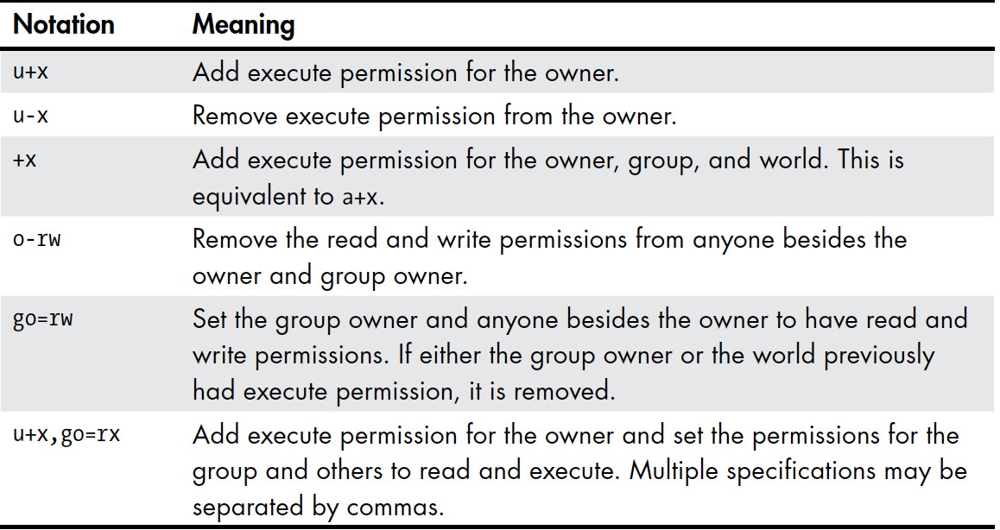 Notation Meaning
u+x Add execute permission for the owner.
u-x Remove execute permission from the owner.
+x Add execute permission for the owner, group, and world. This is
equivalent to a+x.
o-rw Remove the read and write permissions from anyone besides the
owner and group owner.
go=rw Set the group owner and anyone besides the owner to have read and
write permissions. If either the group owner or the world previously
had execute permission, it is removed.
u+x,go=rx Add execute permission for the owner and set the permissions for the
group and others to read and execute. Multiple specifications may be
separated by commas.